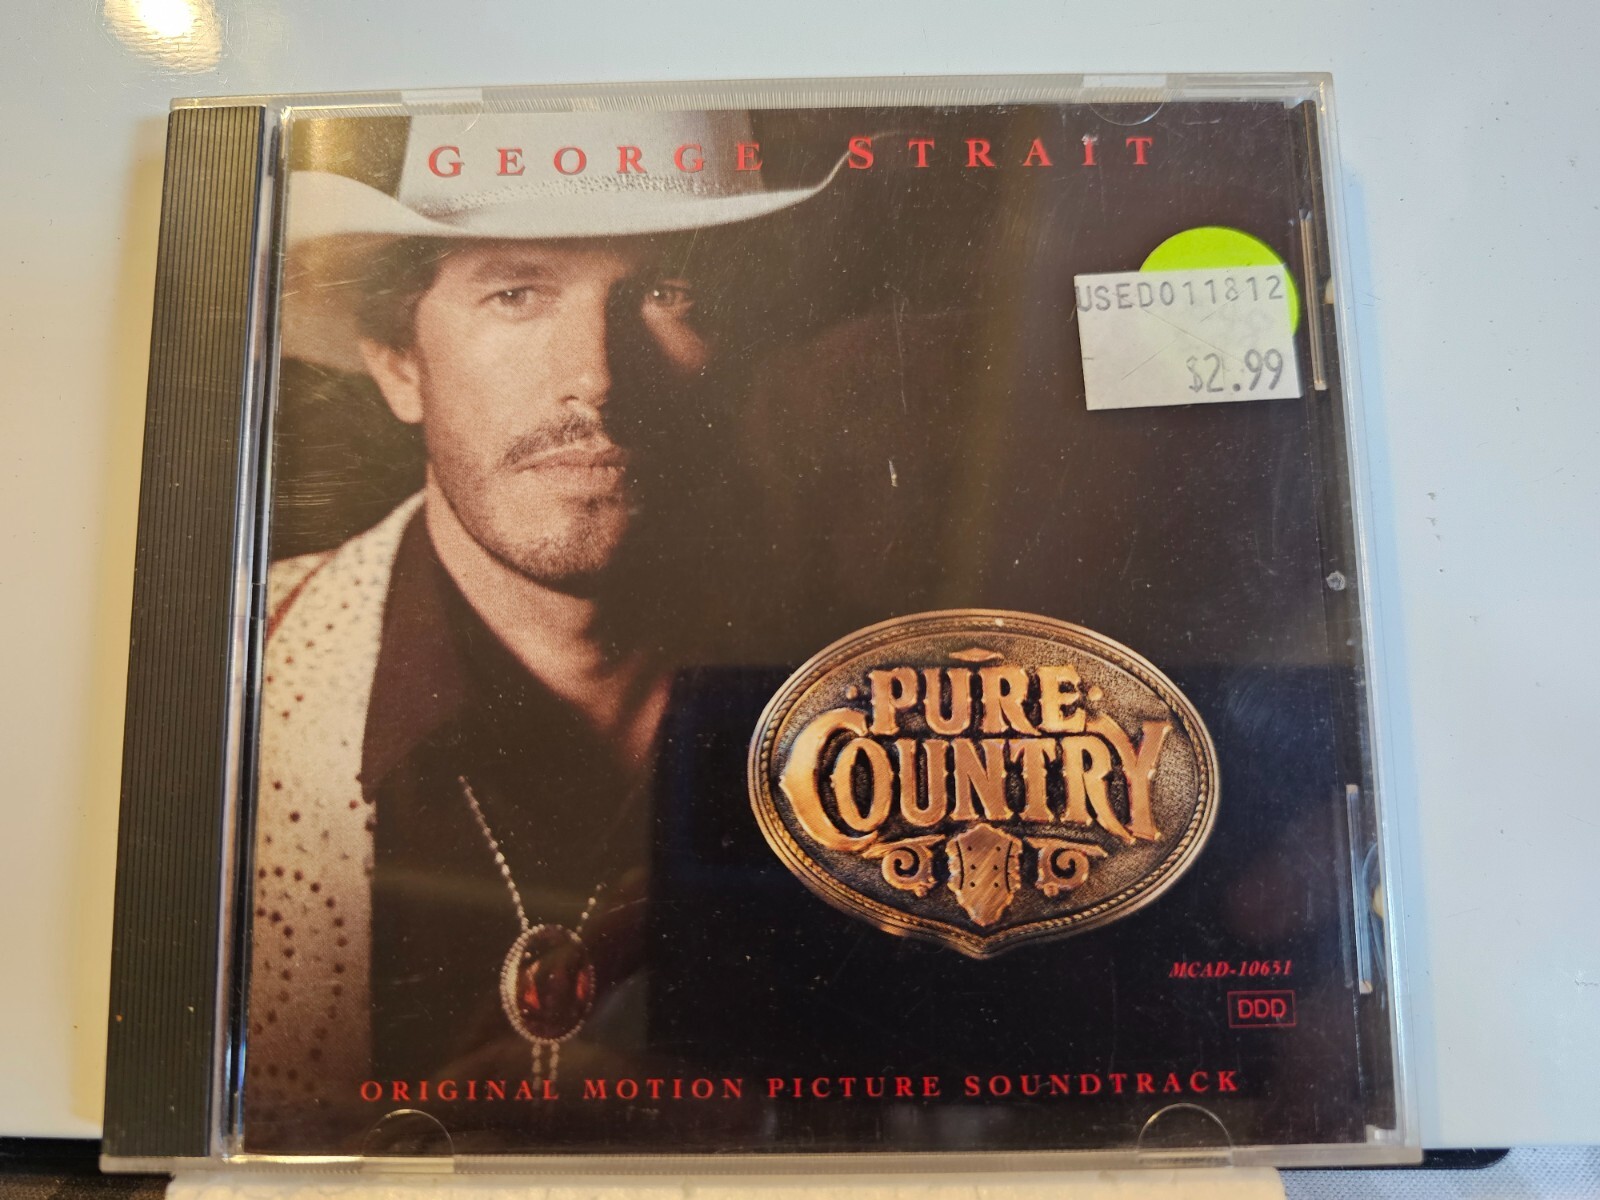 GEORGE STRAIT
USED011812
$2.99
PURE
COUNTRY
MCAD-10651
DDD
ORIGINAL MOTION PICTURE SOUNDTRACK